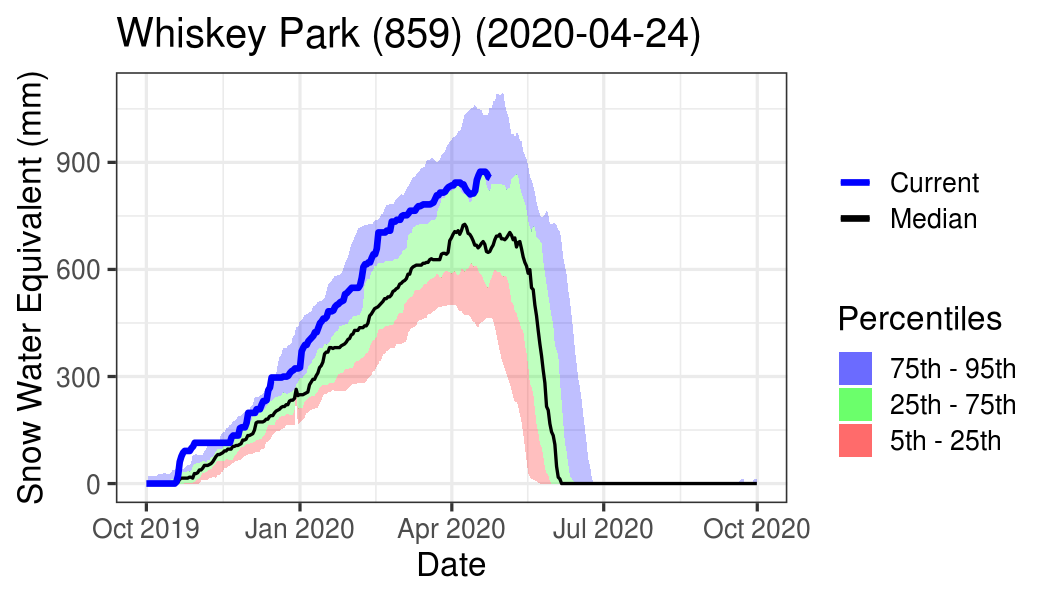 Whiskey Park (859) (2020-04-24)
Snow Water Equivalent (mm)
900
600
300
0
Oct 2019
Jan 2020
Apr 2020
Jul 2020
Oct 2020
Date
Current
Median
Percentiles
75th - 95th
25th - 75th
5th - 25th